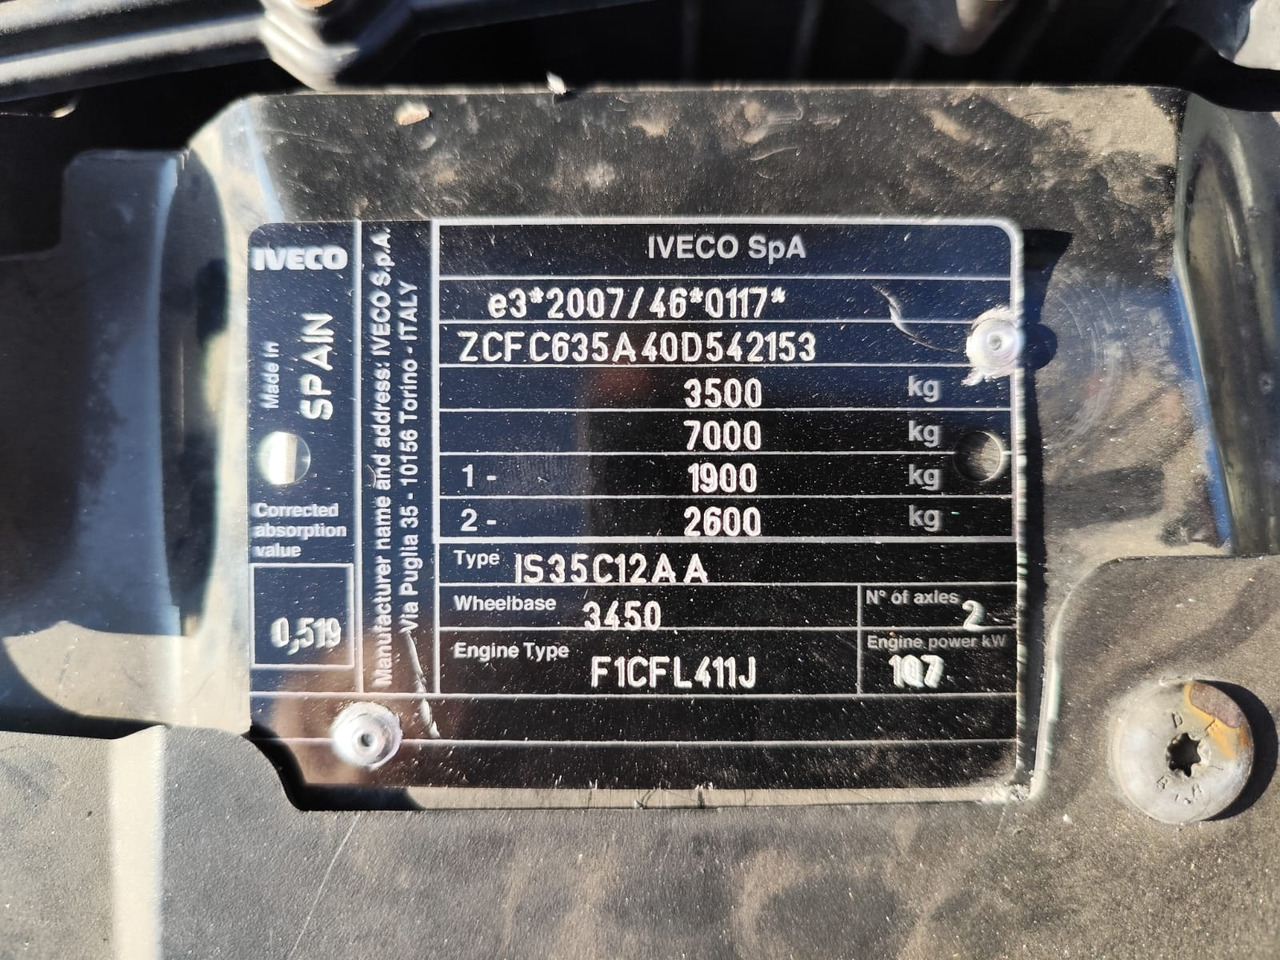 IVECO
Made in
SPAIN
Corrected
absorption
value
0,519
Manufacturer name and address: IVECO S.p.A.
Via Puglia 35 - 10156 Torino - ITALY
IVECO SpA
e3*2007/46*0117*
ZCFC635A40D542153
3500 kg
7000 kg
1 - 1900 kg
2 - 2600 kg
Type IS35C12AA
Wheelbase 3450 N° of axles 2
Engine Type F1CFL411J Engine power kW 107